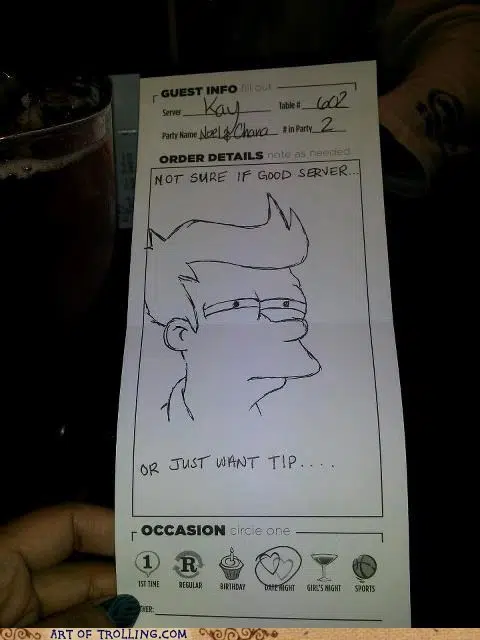 GUEST INFO fill out
Server Kay Table # 602
Party Name Noel & Chana # in Party 2
ORDER DETAILS note as needed
NOT SURE IF GOOD SERVER...
OR JUST WANT TIP....
OCCASION circle one
1 R
1ST TIME REGULAR BIRTHDAY DATE NIGHT GIRL'S NIGHT SPORTS
ART OF TROLLING.COM